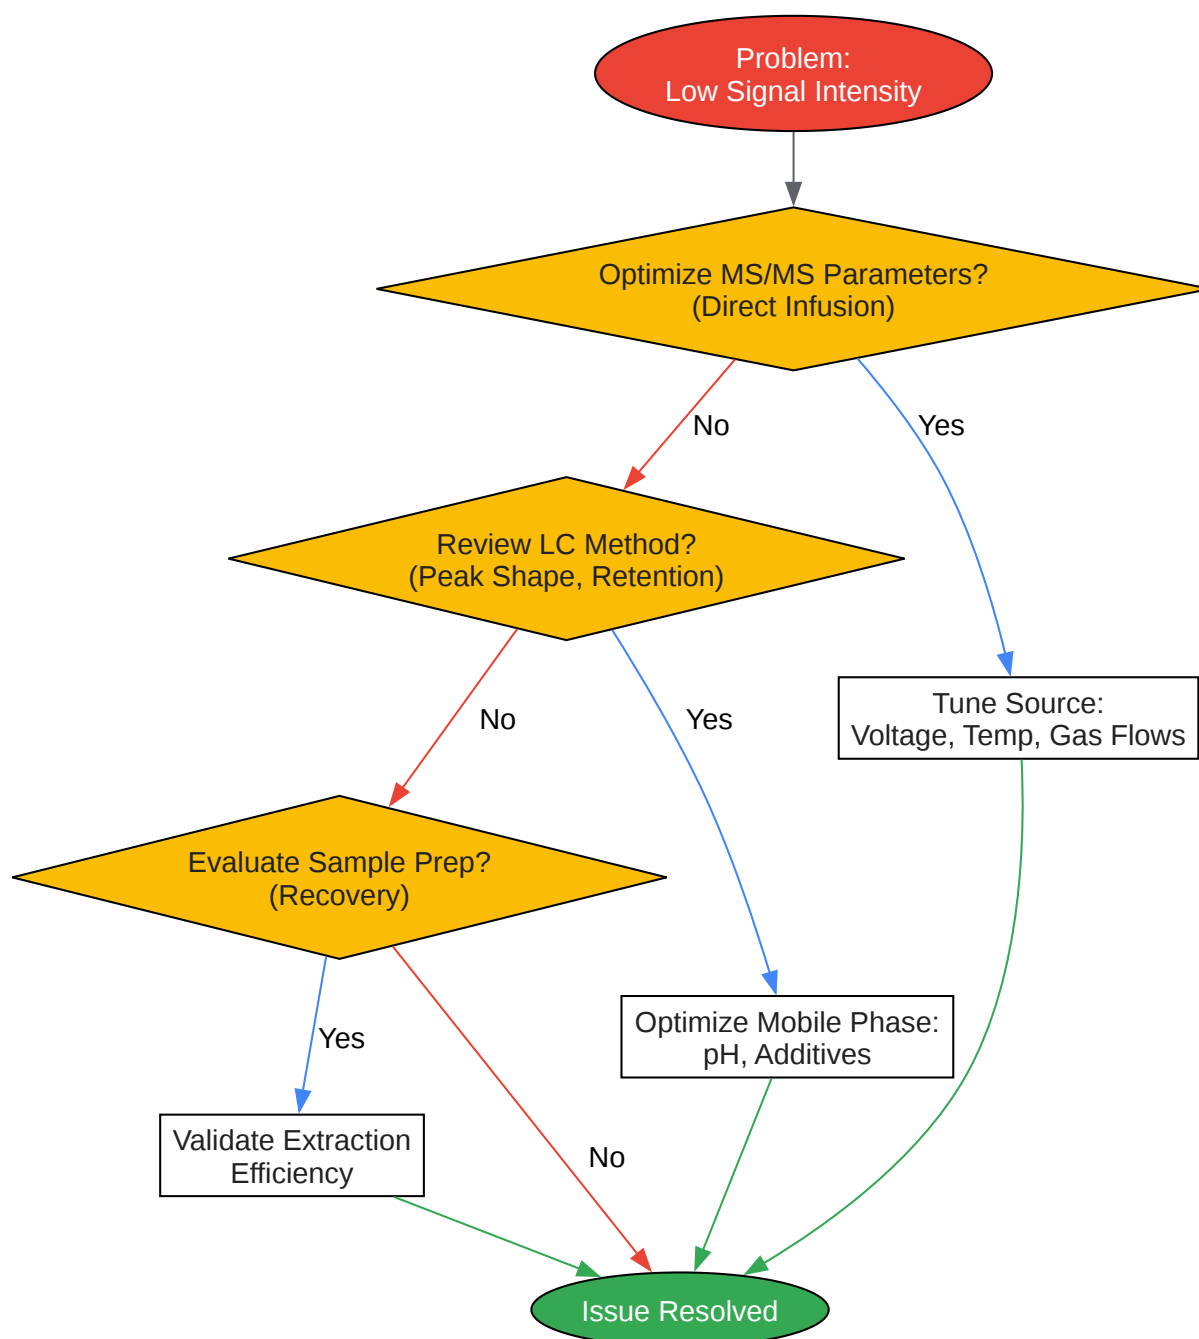 Problem:
Low Signal Intensity
Optimize MS/MS Parameters?
(Direct Infusion)
No
Yes
Review LC Method?
(Peak Shape, Retention)
Tune Source:
Voltage, Temp, Gas Flows
No
Yes
Evaluate Sample Prep?
(Recovery)
Optimize Mobile Phase:
pH, Additives
Yes
Validate Extraction
Efficiency
No
Issue Resolved